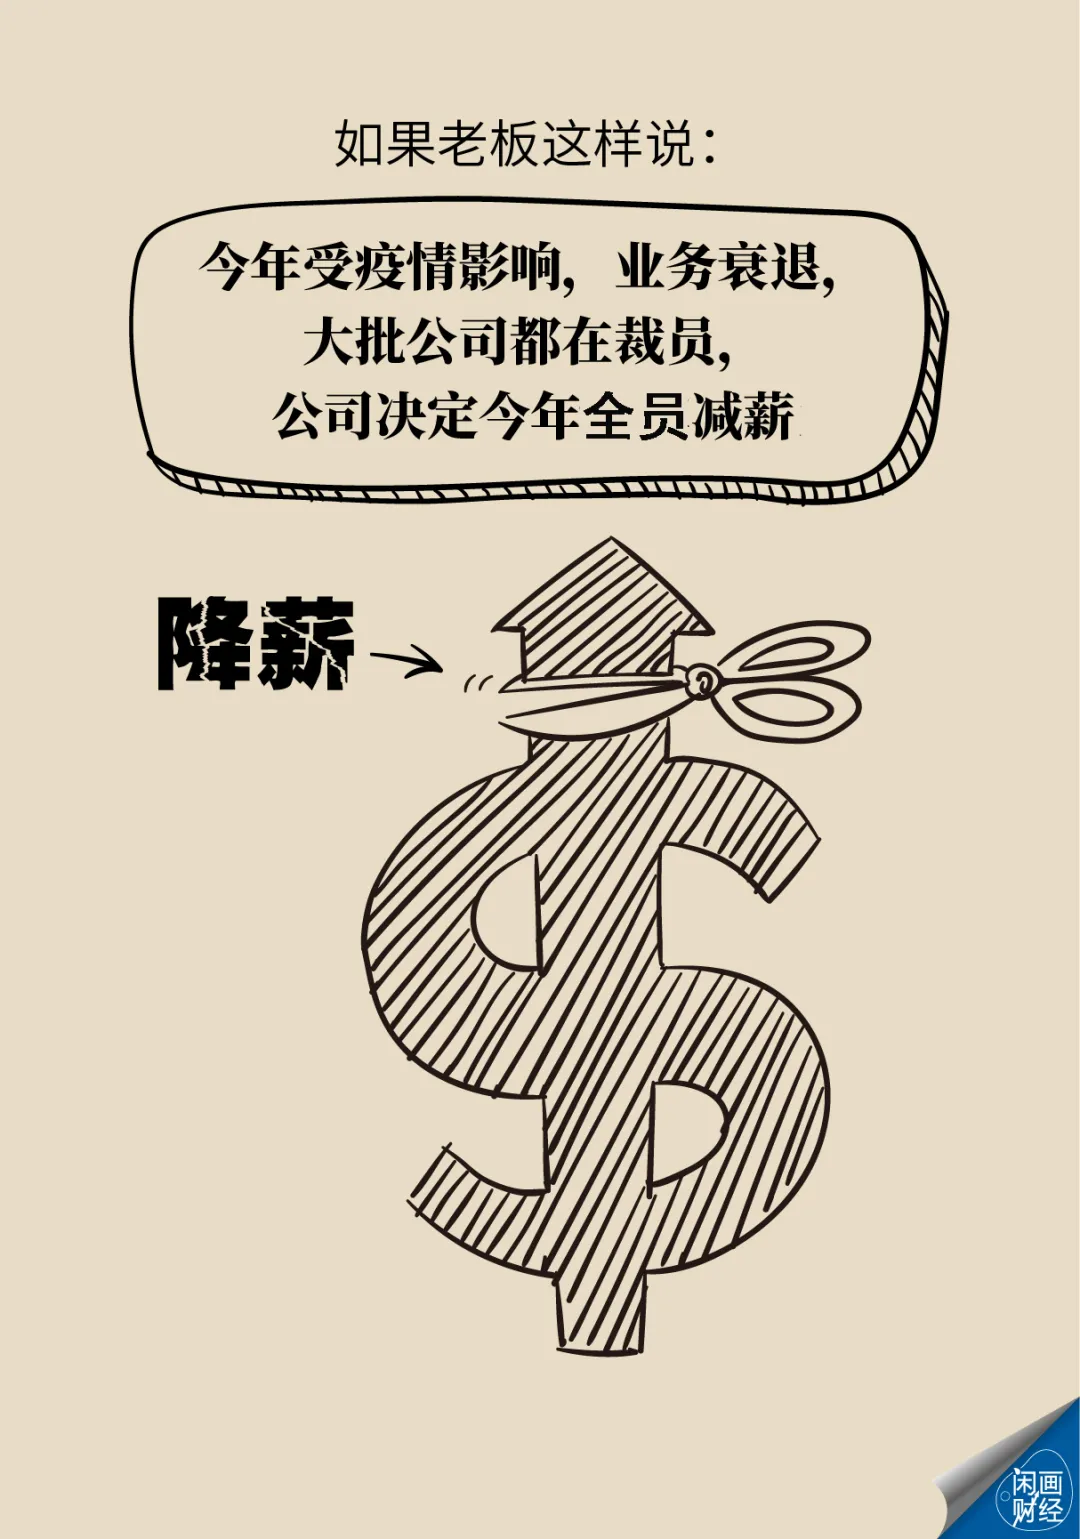 如果老板这样说：
今年受疫情影响，业务衰退，
大批公司都在裁员，
公司决定今年全员减薪
降薪
闲画
财经